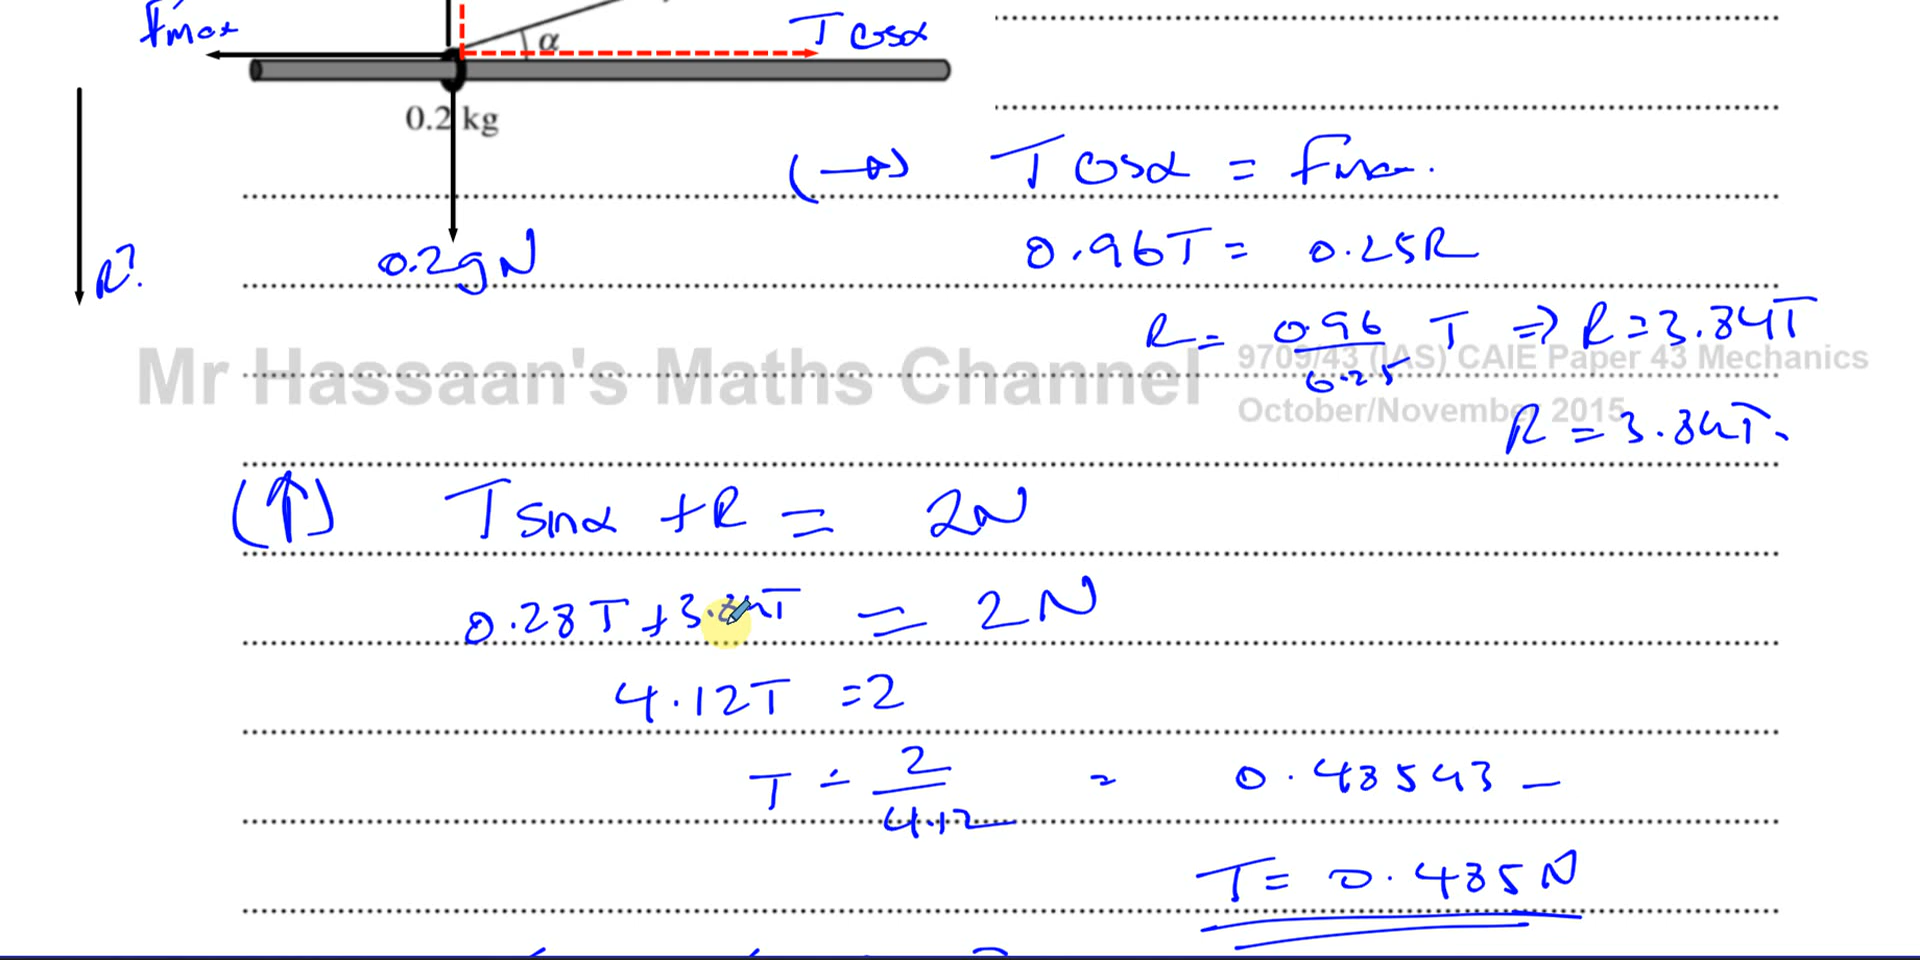 Fmax
T cosα
α
0.2 kg
(→) T cosα = Fmax.
R? 0.2gN
0.96T = 0.25R
R = 0.96/0.25 T => R = 3.84T
Mr Hassaan's Maths Channel
9709/43 (AS) CAIE Paper 43 Mechanics
October/November 2015
R = 3.84T.
(↑) T sinα + R = 2N
0.28T + 3.84T = 2N
4.12T = 2
T = 2/4.12 = 0.48543 –
T = 0.485N